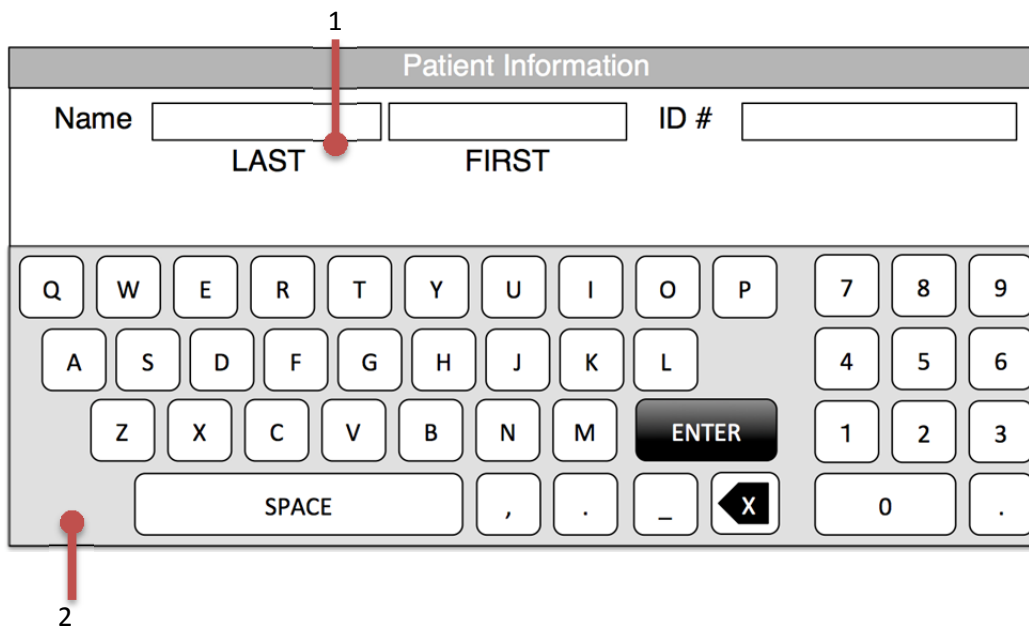 1
Patient Information
Name ID #
LAST FIRST
Q W E R T Y U I O P 7 8 9
A S D F G H J K L 4 5 6
Z X C V B N M ENTER 1 2 3
SPACE , . _ X 0 .
2